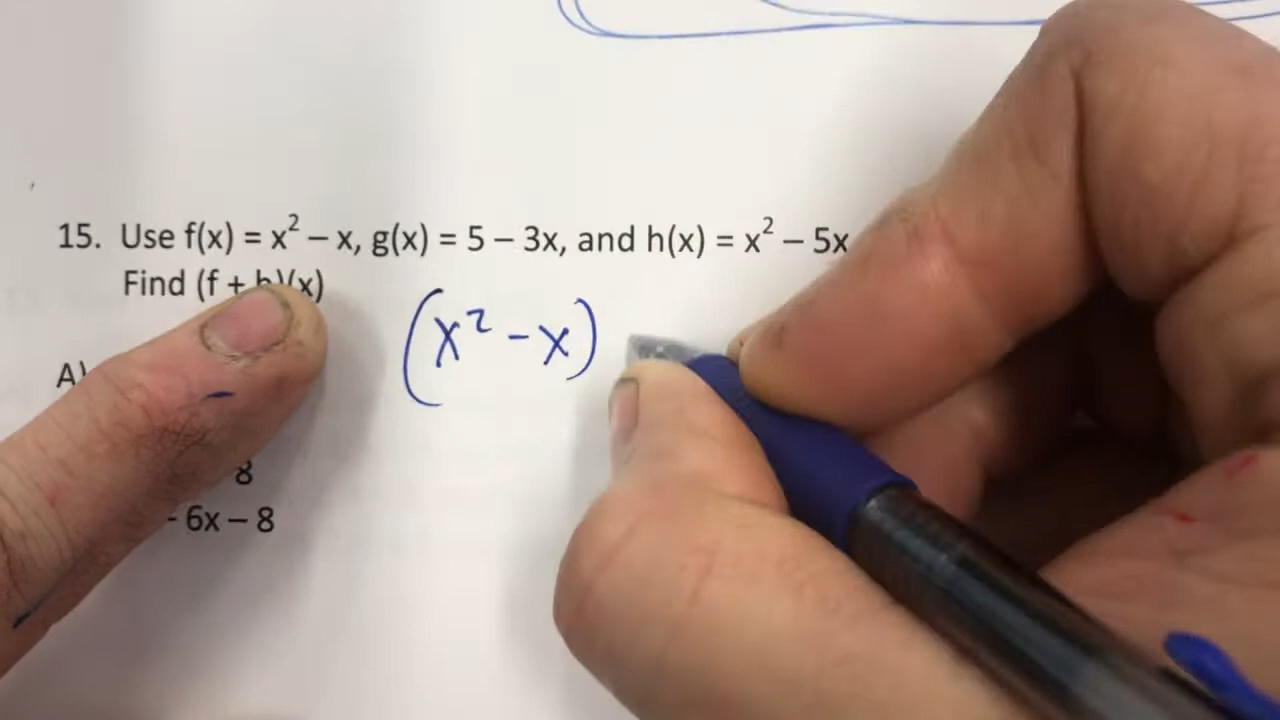 15. Use f(x) = x² – x, g(x) = 5 – 3x, and h(x) = x² – 5x
Find (f + h)(x)
(x² - x)
A)
8
- 6x – 8